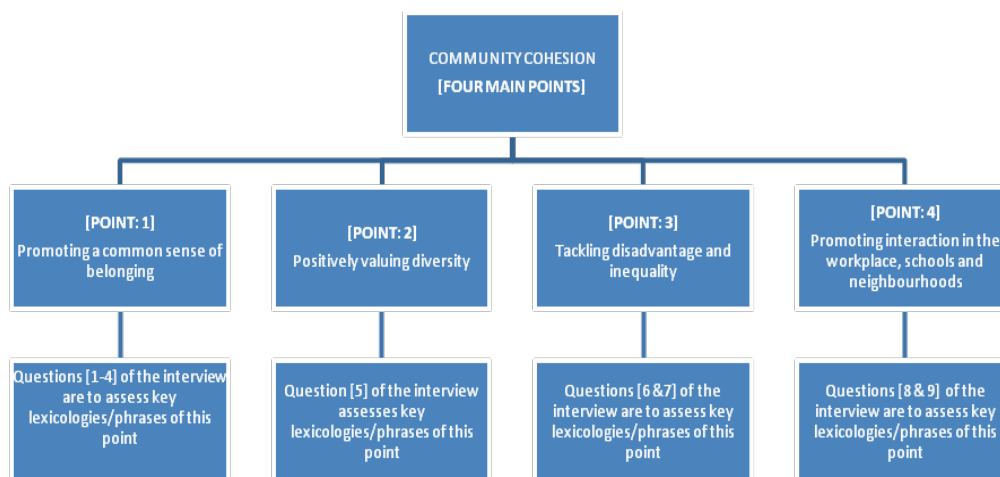 COMMUNITY COHESION
[FOUR MAIN POINTS]
[POINT: 1]
Promoting a common sense of
belonging
[POINT: 2]
Positively valuing diversity
[POINT: 3]
Tackling disadvantage and
inequality
[POINT: 4]
Promoting interaction in the
workplace, schools and
neighbourhoods
Questions [1-4] of the interview
are to assess key
lexicologies/phrases of this
point
Question [5] of the interview
assesses key
lexicologies/phrases of this
point
Questions [6 &7] of the
interview are to assess key
lexicologies/phrases of this
point
Questions [8 & 9] of the
interview are to assess key
lexicologies/phrases of this
point